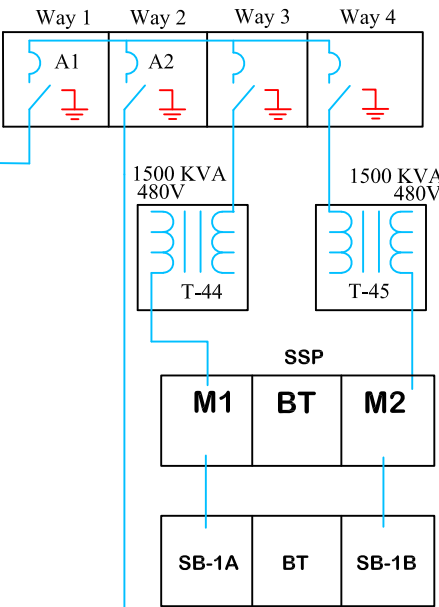 Way 1 Way 2 Way 3 Way 4
A1 A2
1500 KVA 1500 KVA
480V 480V
T-44 T-45
SSP
M1 BT M2
SB-1A BT SB-1B